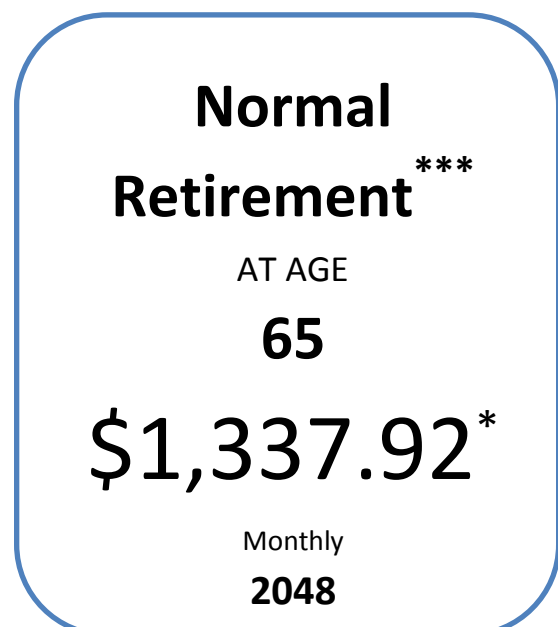 Normal
Retirement***
AT AGE
65
$1,337.92*
Monthly
2048